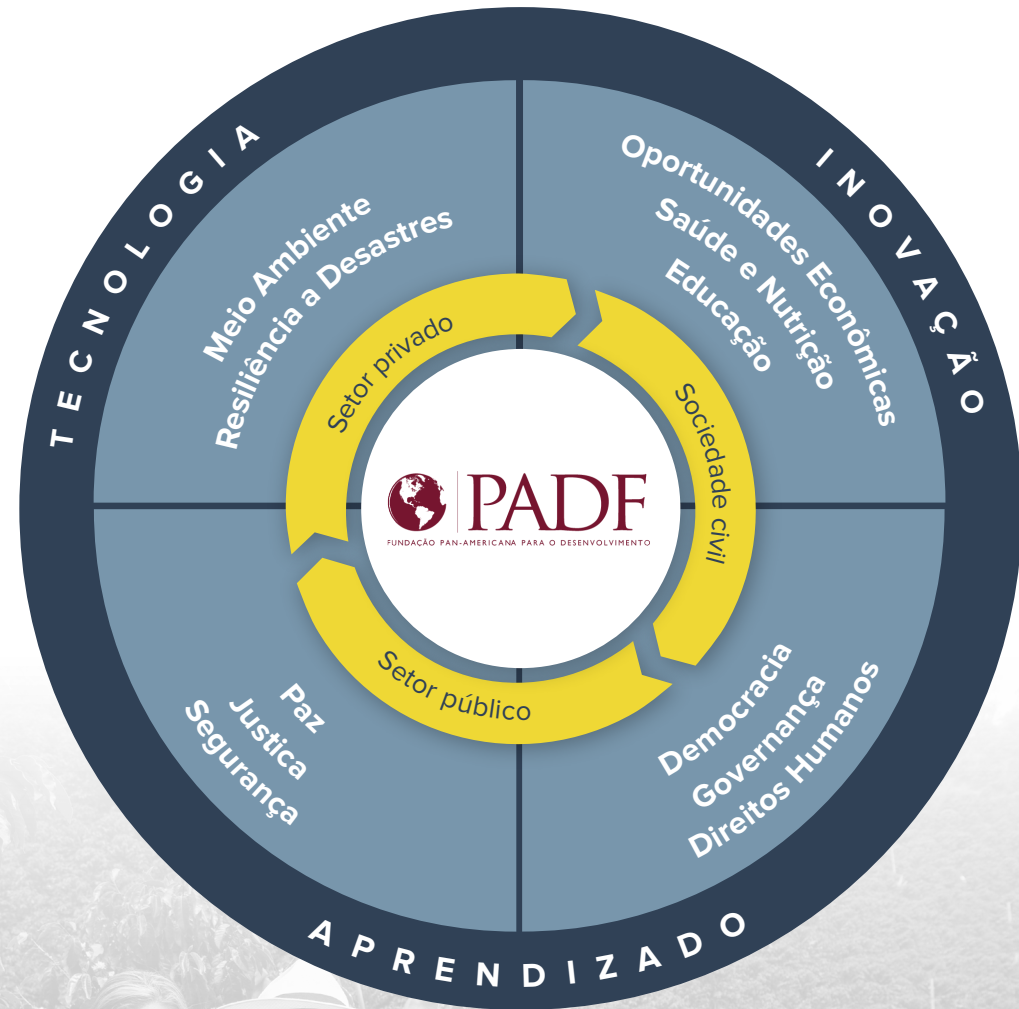 TECNOLOGIA
INOVAÇÃO
Meio Ambiente
Resiliência a Desastres
Oportunidades Econômicas
Saúde e Nutrição
Educação
Setor privado
Sociedade civil
PADF
FUNDAÇÃO PAN-AMERICANA PARA O DESENVOLVIMENTO
Setor público
Paz
Justica
Segurança
Democracia
Governança
Direitos Humanos
APRENDIZADO